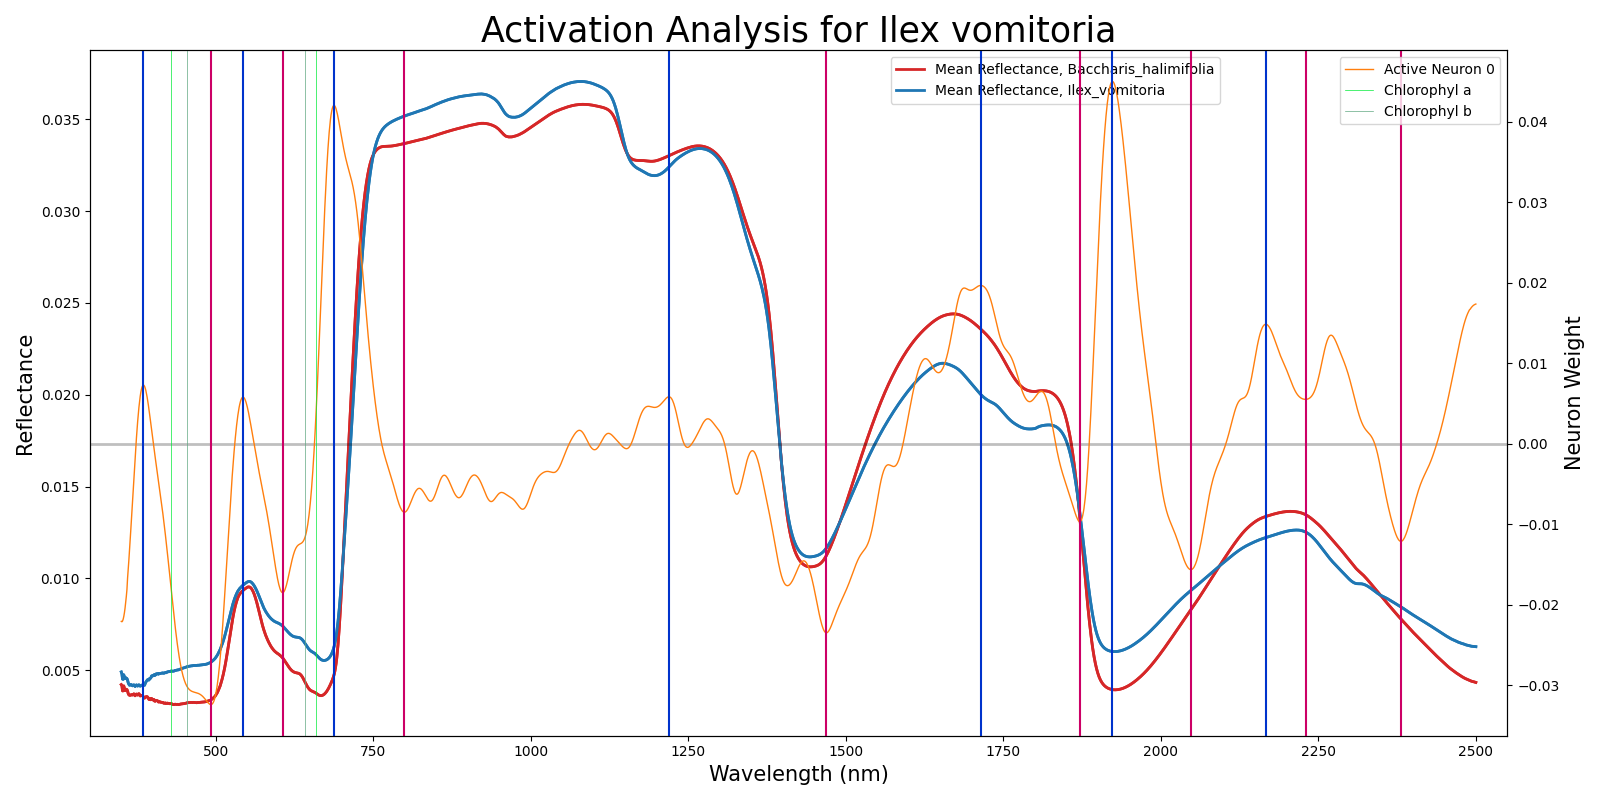 Activation Analysis for Ilex vomitoria
Mean Reflectance, Baccharis_halimifolia
Mean Reflectance, Ilex_vomitoria
Active Neuron 0
Chlorophyl a
Chlorophyl b
Reflectance
0.035
0.030
0.025
0.020
0.015
0.010
0.005
0.04
0.03
0.02
0.01
0.00
−0.01
−0.02
−0.03
Neuron Weight
500 750 1000 1250 1500 1750 2000 2250 2500
Wavelength (nm)